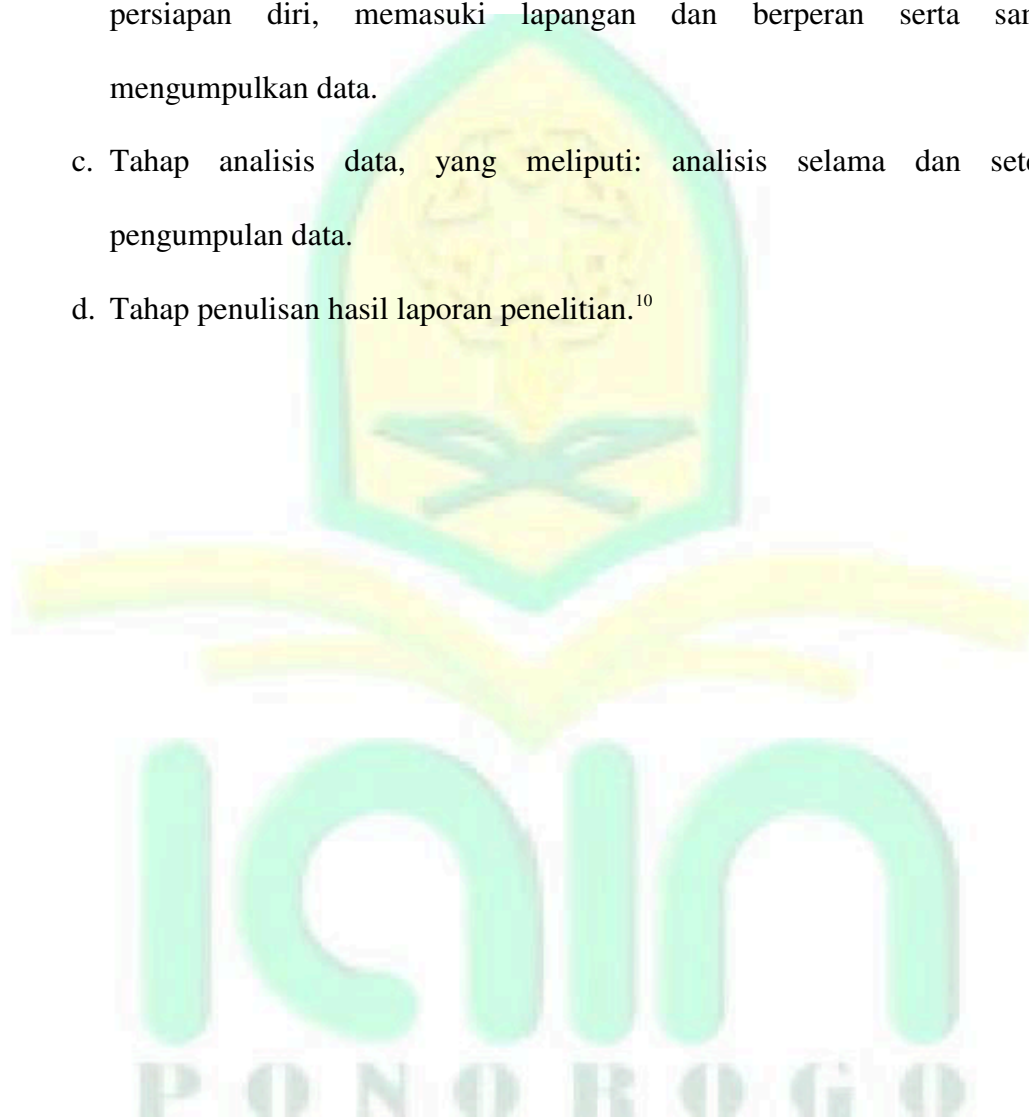 persiapan diri, memasuki lapangan dan berperan serta
mengumpulkan data.
c. Tahap analisis data, yang meliputi: analisis selama dan
pengumpulan data.
d. Tahap penulisan hasil laporan penelitian.10
iain
PONOROGO